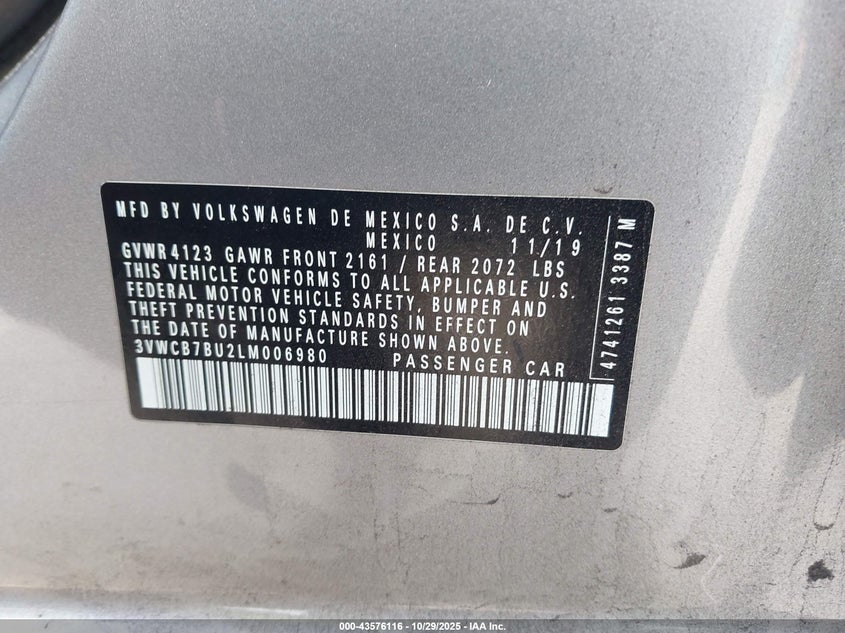 MFD BY VOLKSWAGEN DE MEXICO S.A. DE C.V.
MEXICO 11/19
GVWR 4123 GAWR FRONT 2161 / REAR 2072 LBS
THIS VEHICLE CONFORMS TO ALL APPLICABLE U.S.
FEDERAL MOTOR VEHICLE SAFETY, BUMPER AND
THEFT PREVENTION STANDARDS IN EFFECT ON
THE DATE OF MANUFACTURE SHOWN ABOVE.
3VWCB7BU2LM006980 PASSENGER CAR
4741261 3387 M
000-43576116 | 10/29/2025 - IAA Inc.